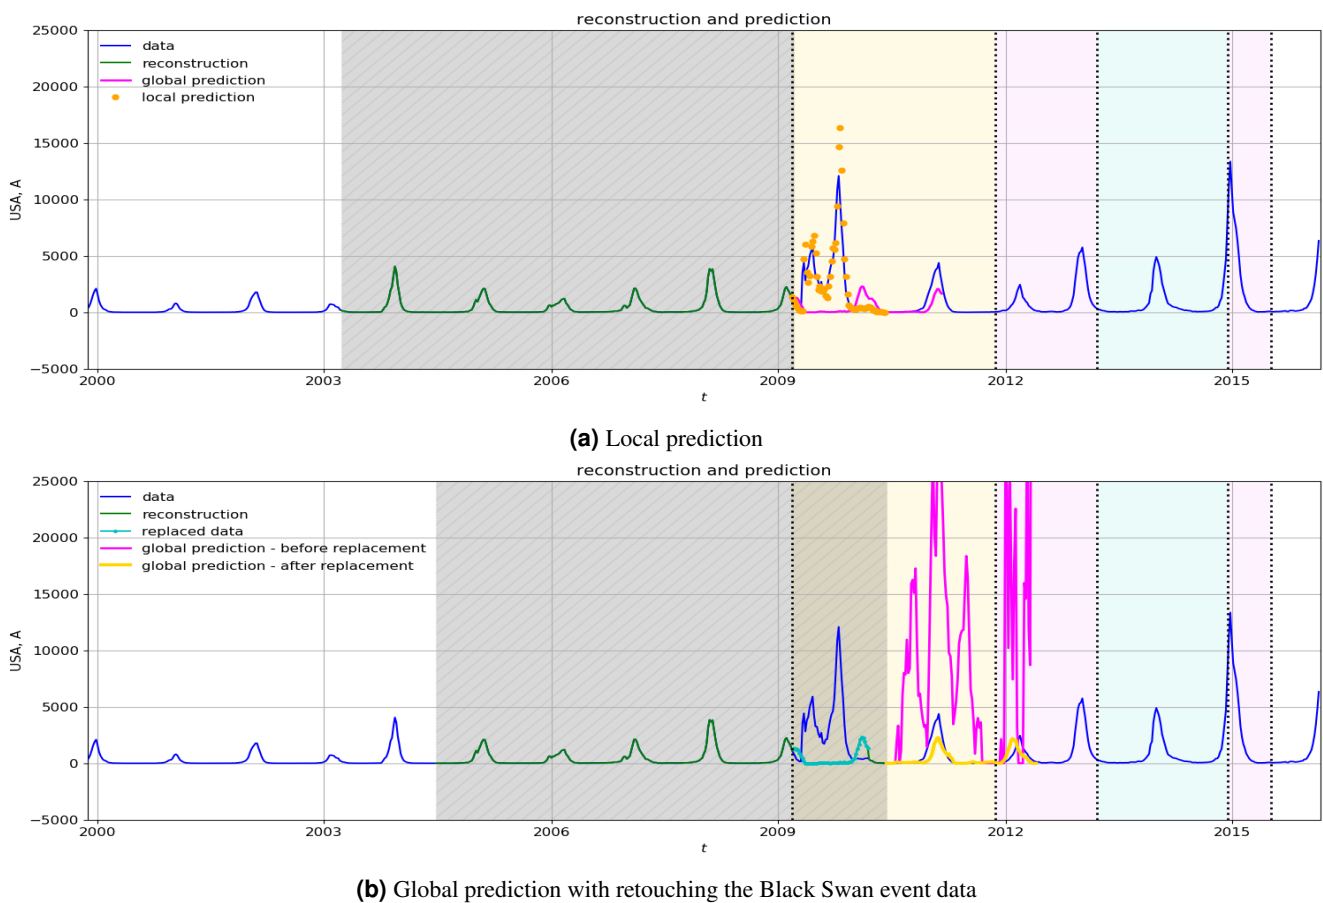 reconstruction and prediction
25000
20000
15000
10000
5000
0
−5000
USA, A
data
reconstruction
global prediction
local prediction
2000
2003
2006
2009
2012
2015
t
(a) Local prediction
reconstruction and prediction
25000
20000
15000
10000
5000
0
−5000
USA, A
data
reconstruction
replaced data
global prediction - before replacement
global prediction - after replacement
2000
2003
2006
2009
2012
2015
t
(b) Global prediction with retouching the Black Swan event data